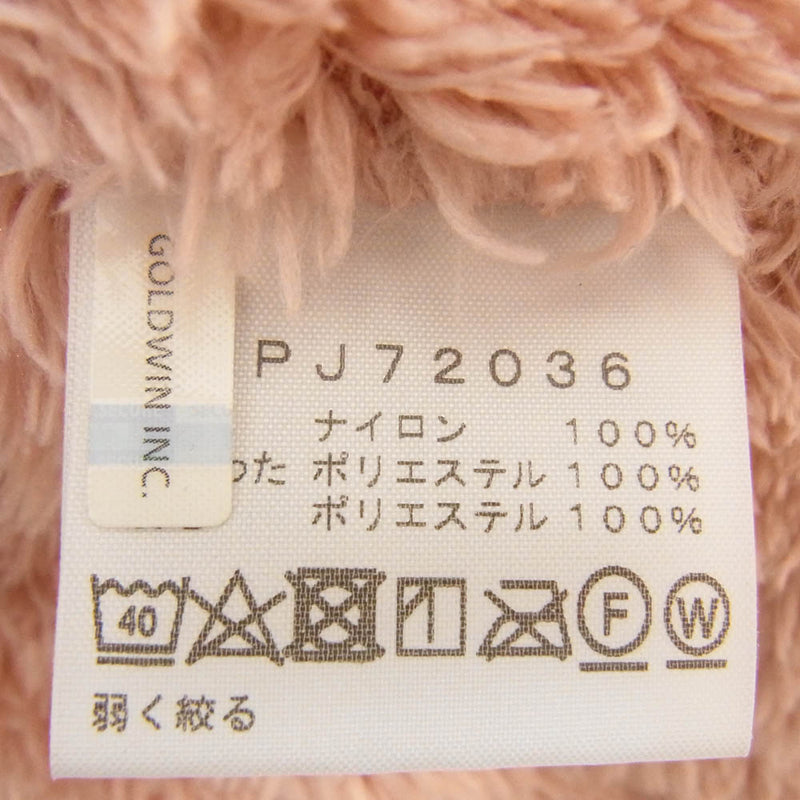 GOLDWIN INC.
PJ72036
ナイロン 100%
わた ポリエステル 100%
ポリエステル 100%
40
F
W
弱く絞る